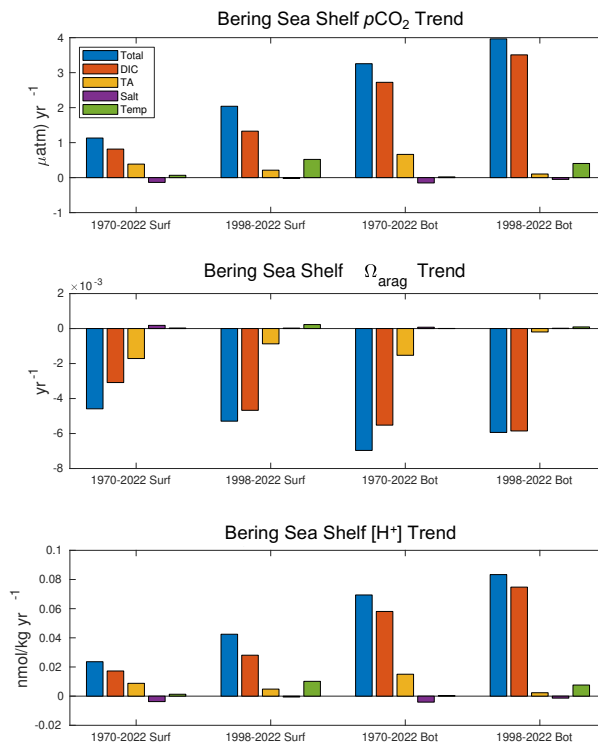 Bering Sea Shelf pCO₂ Trend
4
3
2
1
0
-1
μatm) yr ⁻¹
Total
DIC
TA
Salt
Temp
1970-2022 Surf 1998-2022 Surf 1970-2022 Bot 1998-2022 Bot
Bering Sea Shelf Ω arag Trend
×10⁻³
2
0
-2
-4
-6
-8
yr⁻¹
1970-2022 Surf 1998-2022 Surf 1970-2022 Bot 1998-2022 Bot
Bering Sea Shelf [H⁺] Trend
0.1
0.08
0.06
0.04
0.02
0
-0.02
nmol/kg yr ⁻¹
1970-2022 Surf 1998-2022 Surf 1970-2022 Bot 1998-2022 Bot